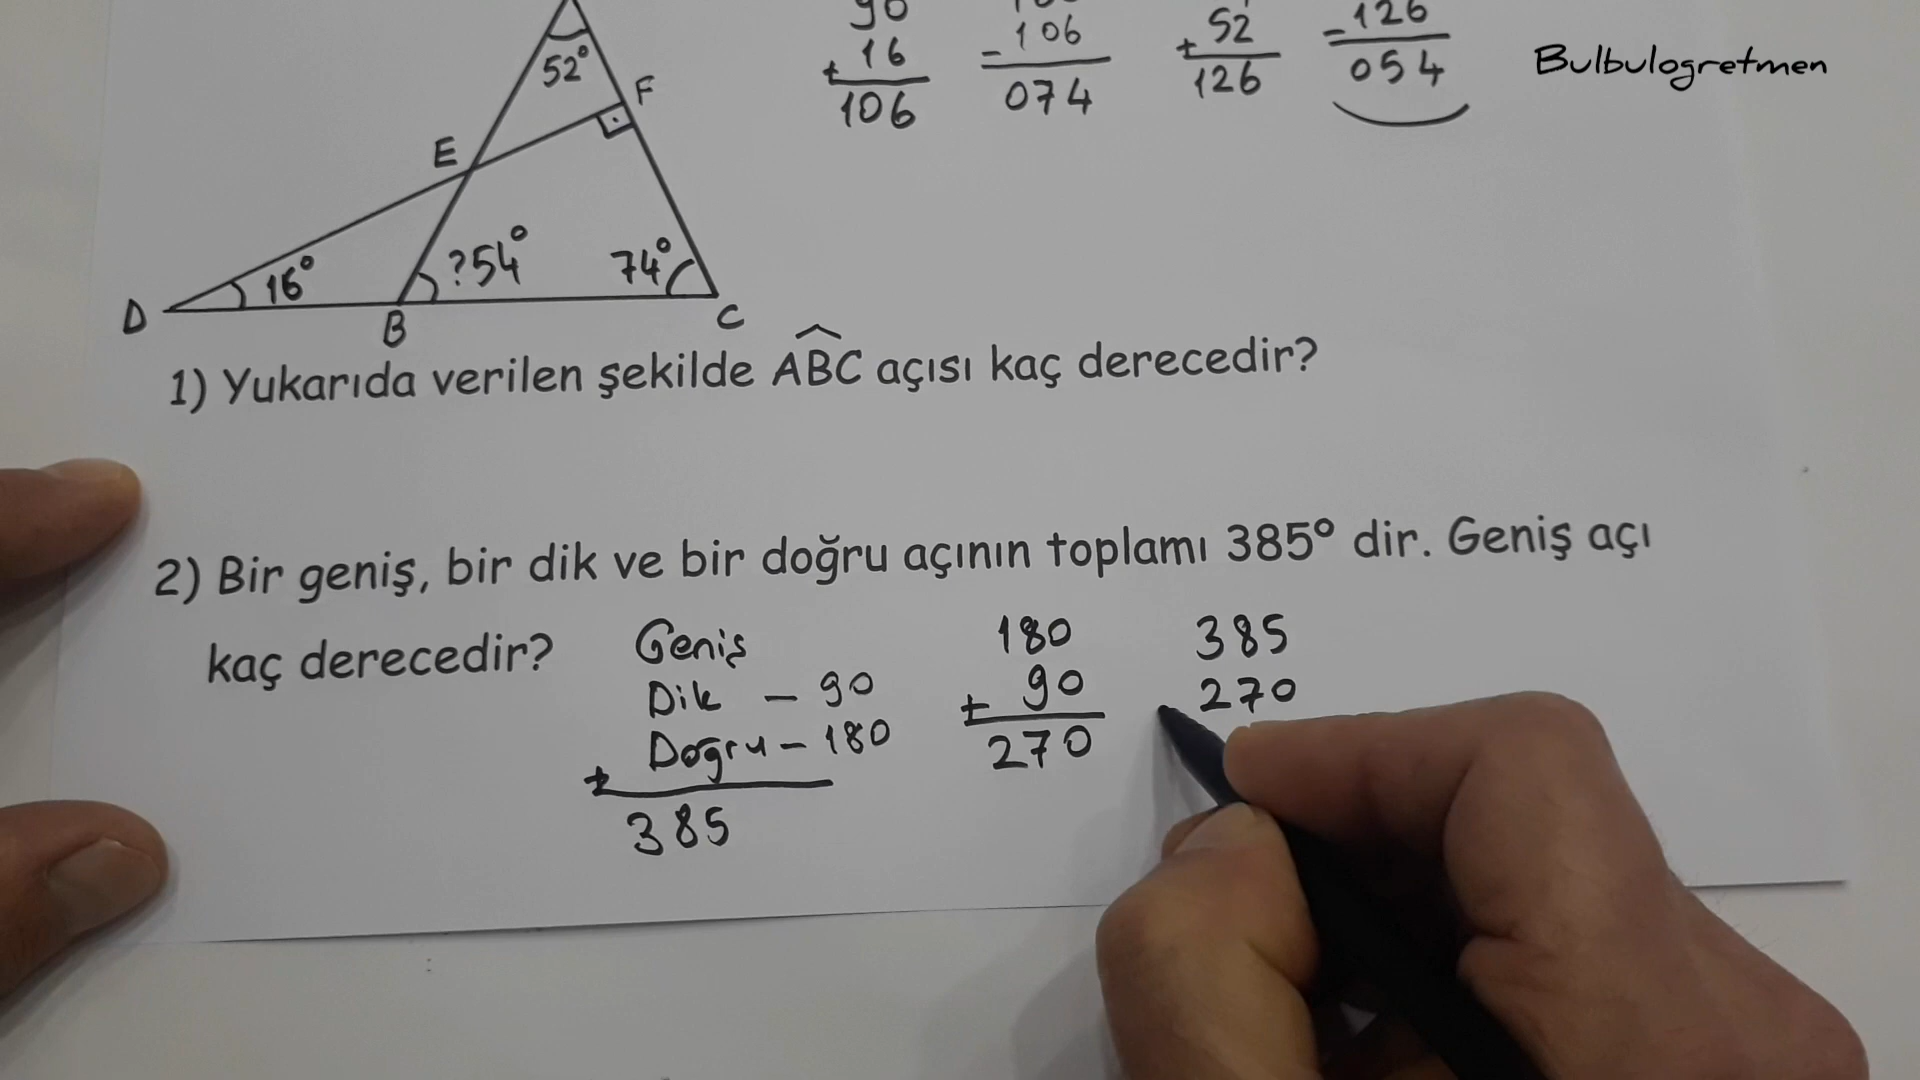 90
+ 16
106
- 106
074
+ 52
126
- 126
054
Bulbulogretmen
52°
F
E
16°
?54°
74°
D
B
C
1) Yukarıda verilen şekilde ABC açısı kaç derecedir?
2) Bir geniş, bir dik ve bir doğru açının toplamı 385° dir. Geniş açı
kaç derecedir?
Geniş
Dik - 90
Doğru - 180
+
385
180
+ 90
270
385
270